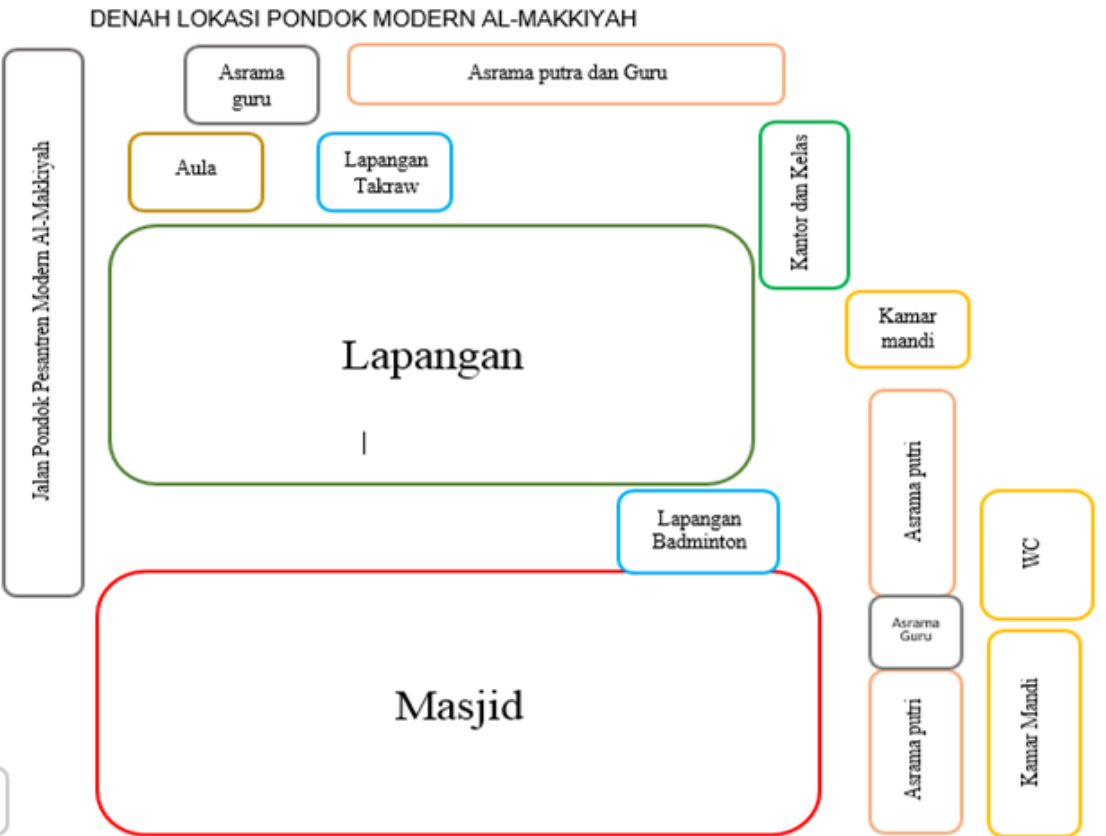 DENAH LOKASI PONDOK MODERN AL-MAKKIYAH
Asrama
guru
Asrama putra dan Guru
Jalan Pondok Pesantren Modern Al-Makkiyah
Aula
Lapangan
Takraw
Kantor dan Kelas
Lapangan
Kamar
mandi
Asrama putri
Lapangan
Badminton
WC
Asrama
Guru
Masjid
Asrama putri
Kamar Mandi